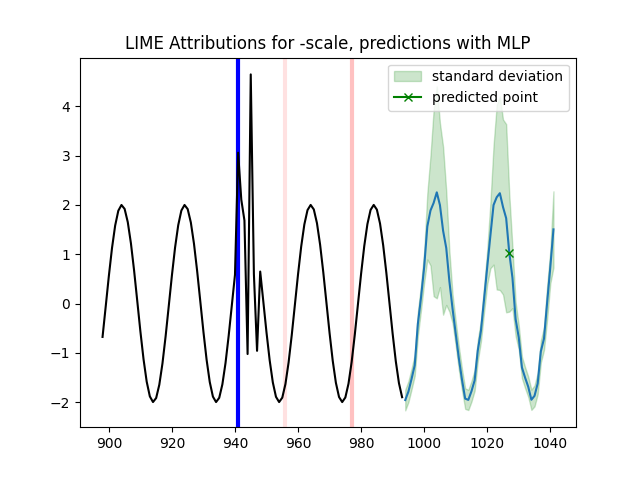 LIME Attributions for -scale, predictions with MLP
standard deviation
predicted point
4
3
2
1
0
−1
−2
900 920 940 960 980 1000 1020 1040